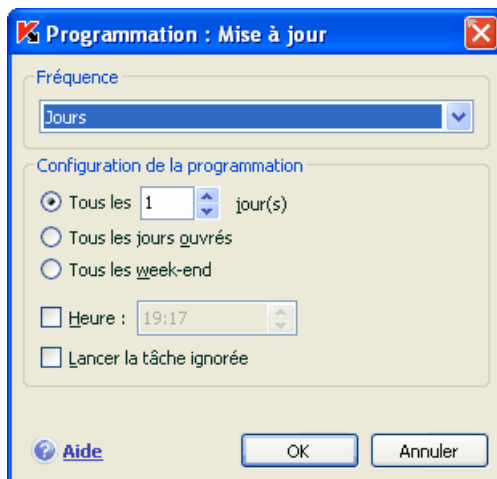 Programmation : Mise à jour
Fréquence
Jours
Configuration de la programmation
Tous les 1 jour(s)
Tous les jours ouvrés
Tous les week-end
Heure : 19:17
Lancer la tâche ignorée
Aide OK Annuler